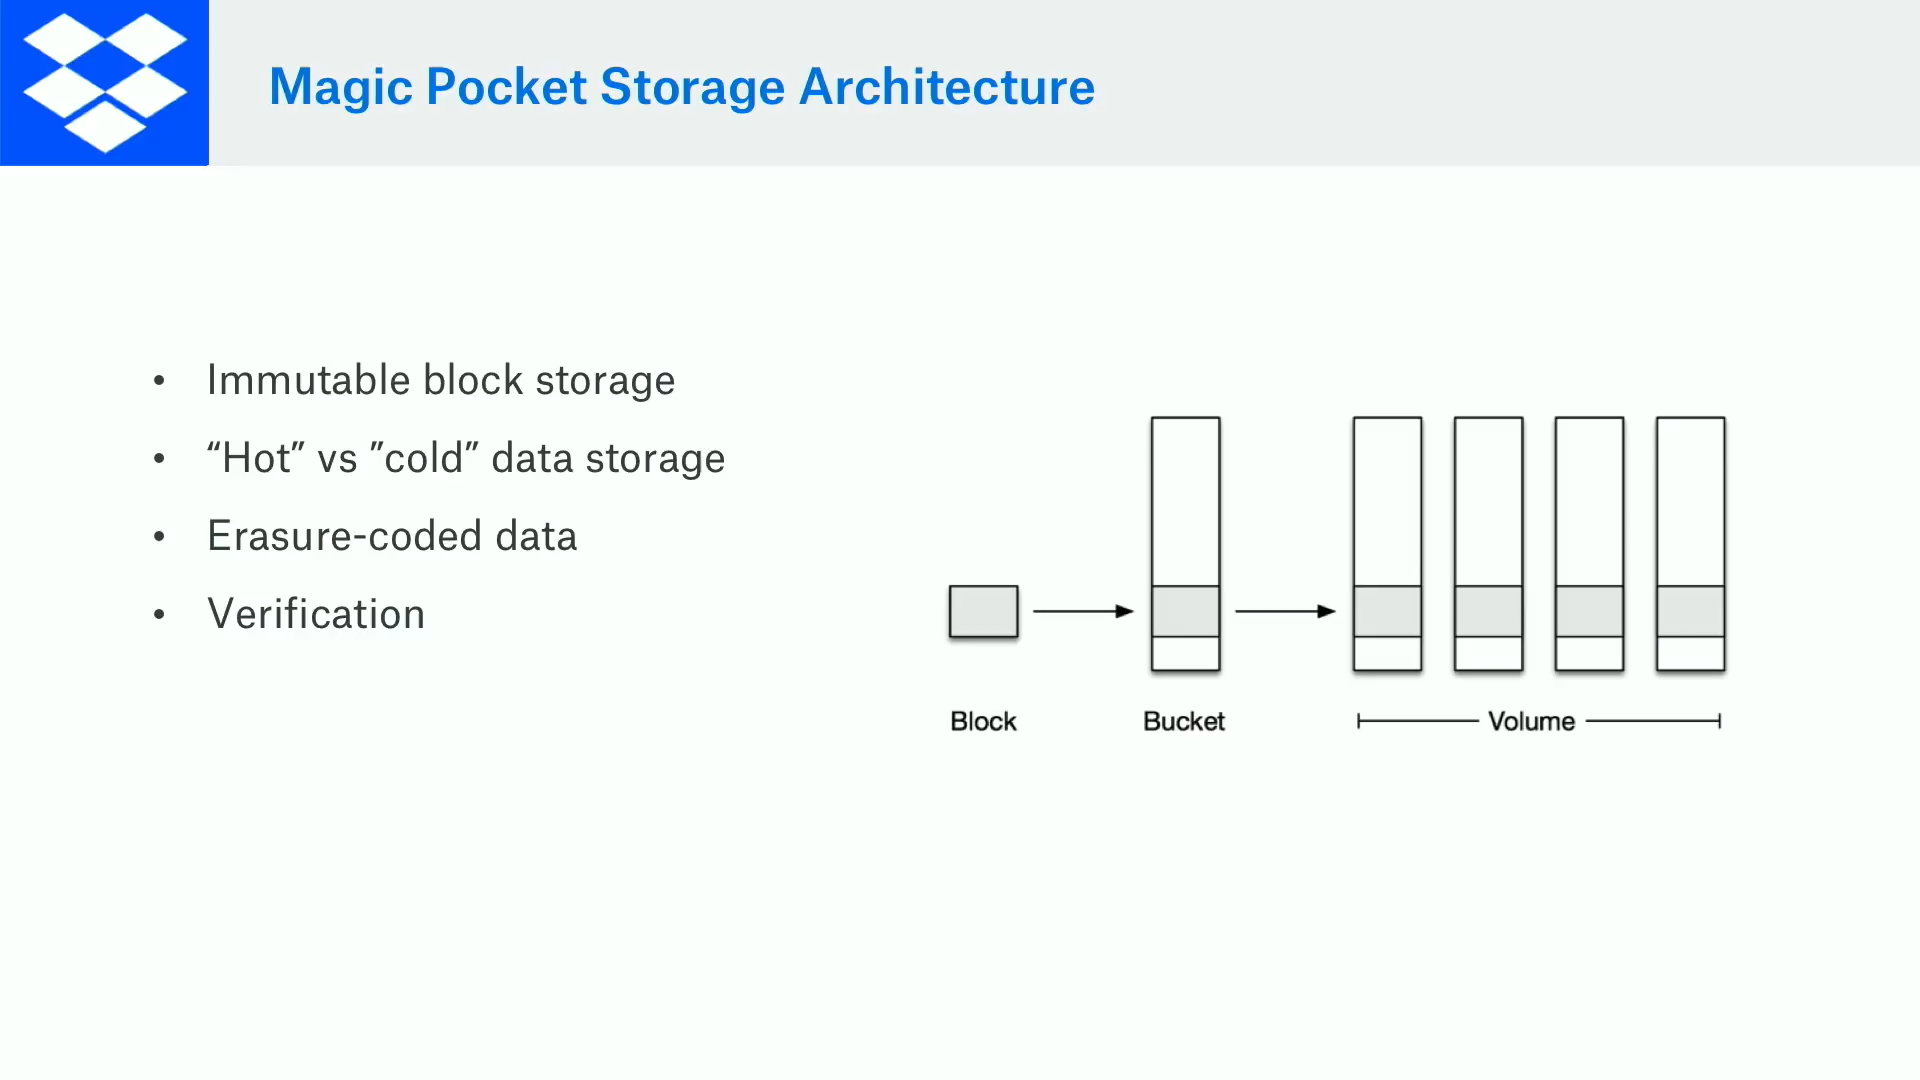 Magic Pocket Storage Architecture
• Immutable block storage
• “Hot” vs ”cold” data storage
• Erasure-coded data
• Verification
Block
Bucket
Volume